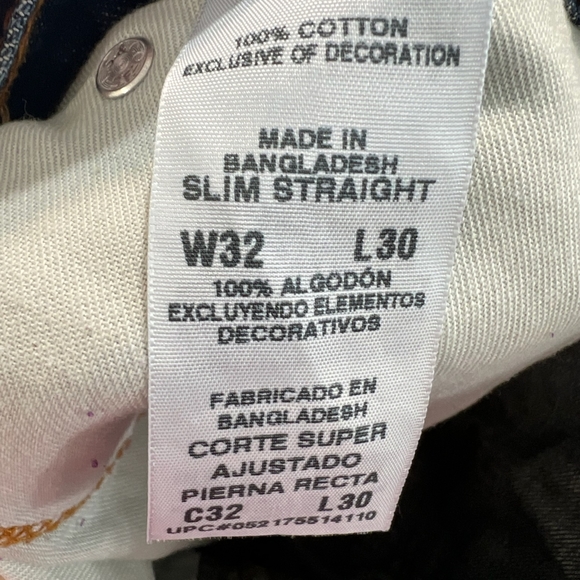 100% COTTON
EXCLUSIVE OF DECORATION
MADE IN
BANGLADESH
SLIM STRAIGHT
W32 L30
100% ALGODÓN
EXCLUYENDO ELEMENTOS
DECORATIVOS
FABRICADO EN
BANGLADESH
CORTE SUPER
AJUSTADO
PIERNA RECTA
C32 L30
UPC#052175514110